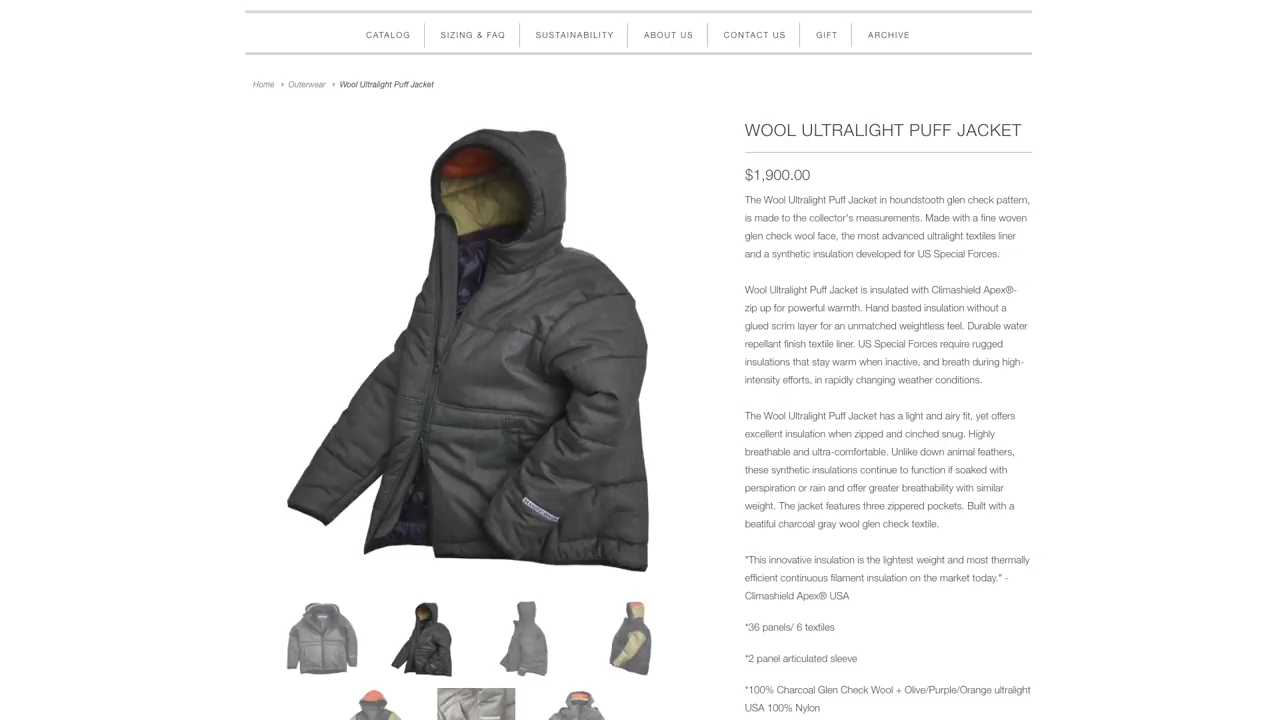 CATALOG
SIZING & FAQ
SUSTAINABILITY
ABOUT US
CONTACT US
GIFT
ARCHIVE
Home › Outerwear › Wool Ultralight Puff Jacket
WOOL ULTRALIGHT PUFF JACKET
$1,900.00
The Wool Ultralight Puff Jacket in houndstooth glen check pattern,
is made to the collector's measurements. Made with a fine woven
glen check wool face, the most advanced ultralight textiles liner
and a synthetic insulation developed for US Special Forces.
Wool Ultralight Puff Jacket is insulated with Climashield Apex®-
zip up for powerful warmth. Hand basted insulation without a
glued scrim layer for an unmatched weightless feel. Durable water
repellant finish textile liner. US Special Forces require rugged
insulations that stay warm when inactive, and breath during high-
intensity efforts, in rapidly changing weather conditions.
The Wool Ultralight Puff Jacket has a light and airy fit, yet offers
excellent insulation when zipped and cinched snug. Highly
breathable and ultra-comfortable. Unlike down animal feathers,
these synthetic insulations continue to function if soaked with
perspiration or rain and offer greater breathability with similar
weight. The jacket features three zippered pockets. Built with a
beatiful charcoal gray wool glen check textile.
"This innovative insulation is the lightest weight and most thermally
efficient continuous filament insulation on the market today." -
Climashield Apex® USA
*36 panels/ 6 textiles
*2 panel articulated sleeve
*100% Charcoal Glen Check Wool + Olive/Purple/Orange ultralight
USA 100% Nylon